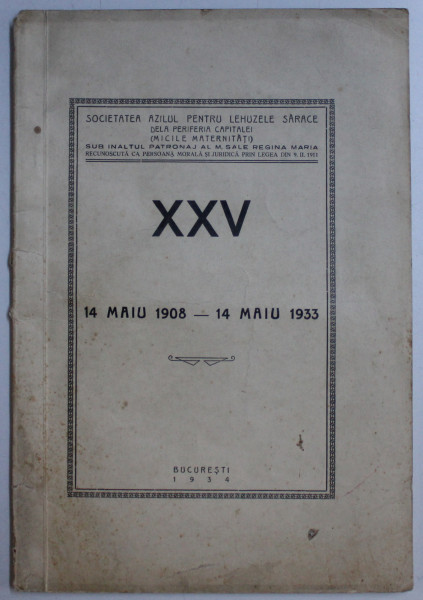 SOCIETATEA AZILUL PENTRU LEHUZELE SĂRACE
DELA PERIFERIA CAPITALEI
(MICILE MATERNITĂȚI)
SUB INALTUL PATRONAJ AL M. SALE REGINA MARIA
RECUNOSCUTĂ CA PERSOANĂ MORALĂ ȘI JURIDICĂ PRIN LEGEA DIN 9. II. 1911
XXV
14 MAIU 1908 — 14 MAIU 1933
BUCUREȘTI
1934